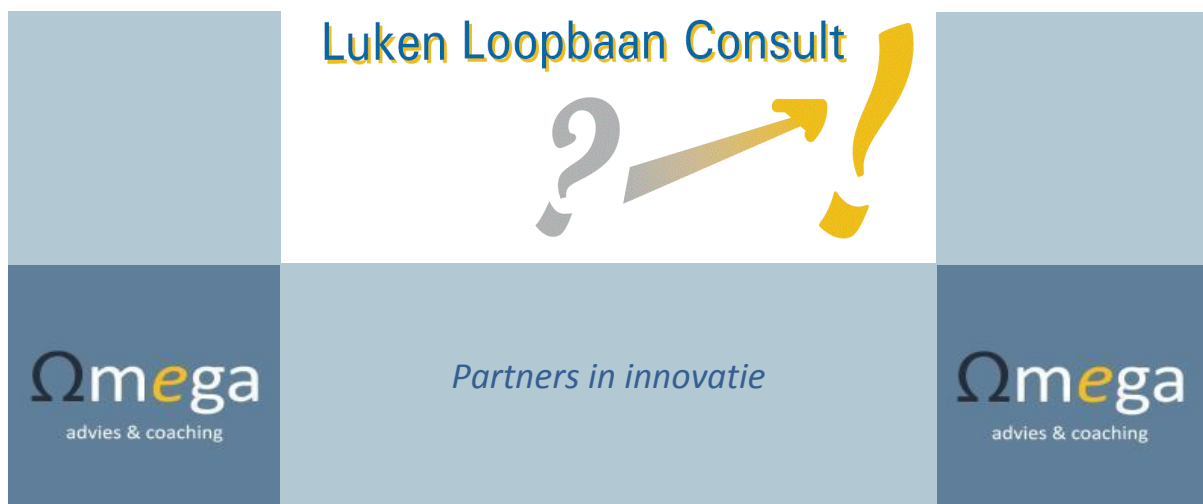 Luken Loopbaan Consult
? !
Ωmega
advies & coaching
Partners in innovatie
Ωmega
advies & coaching